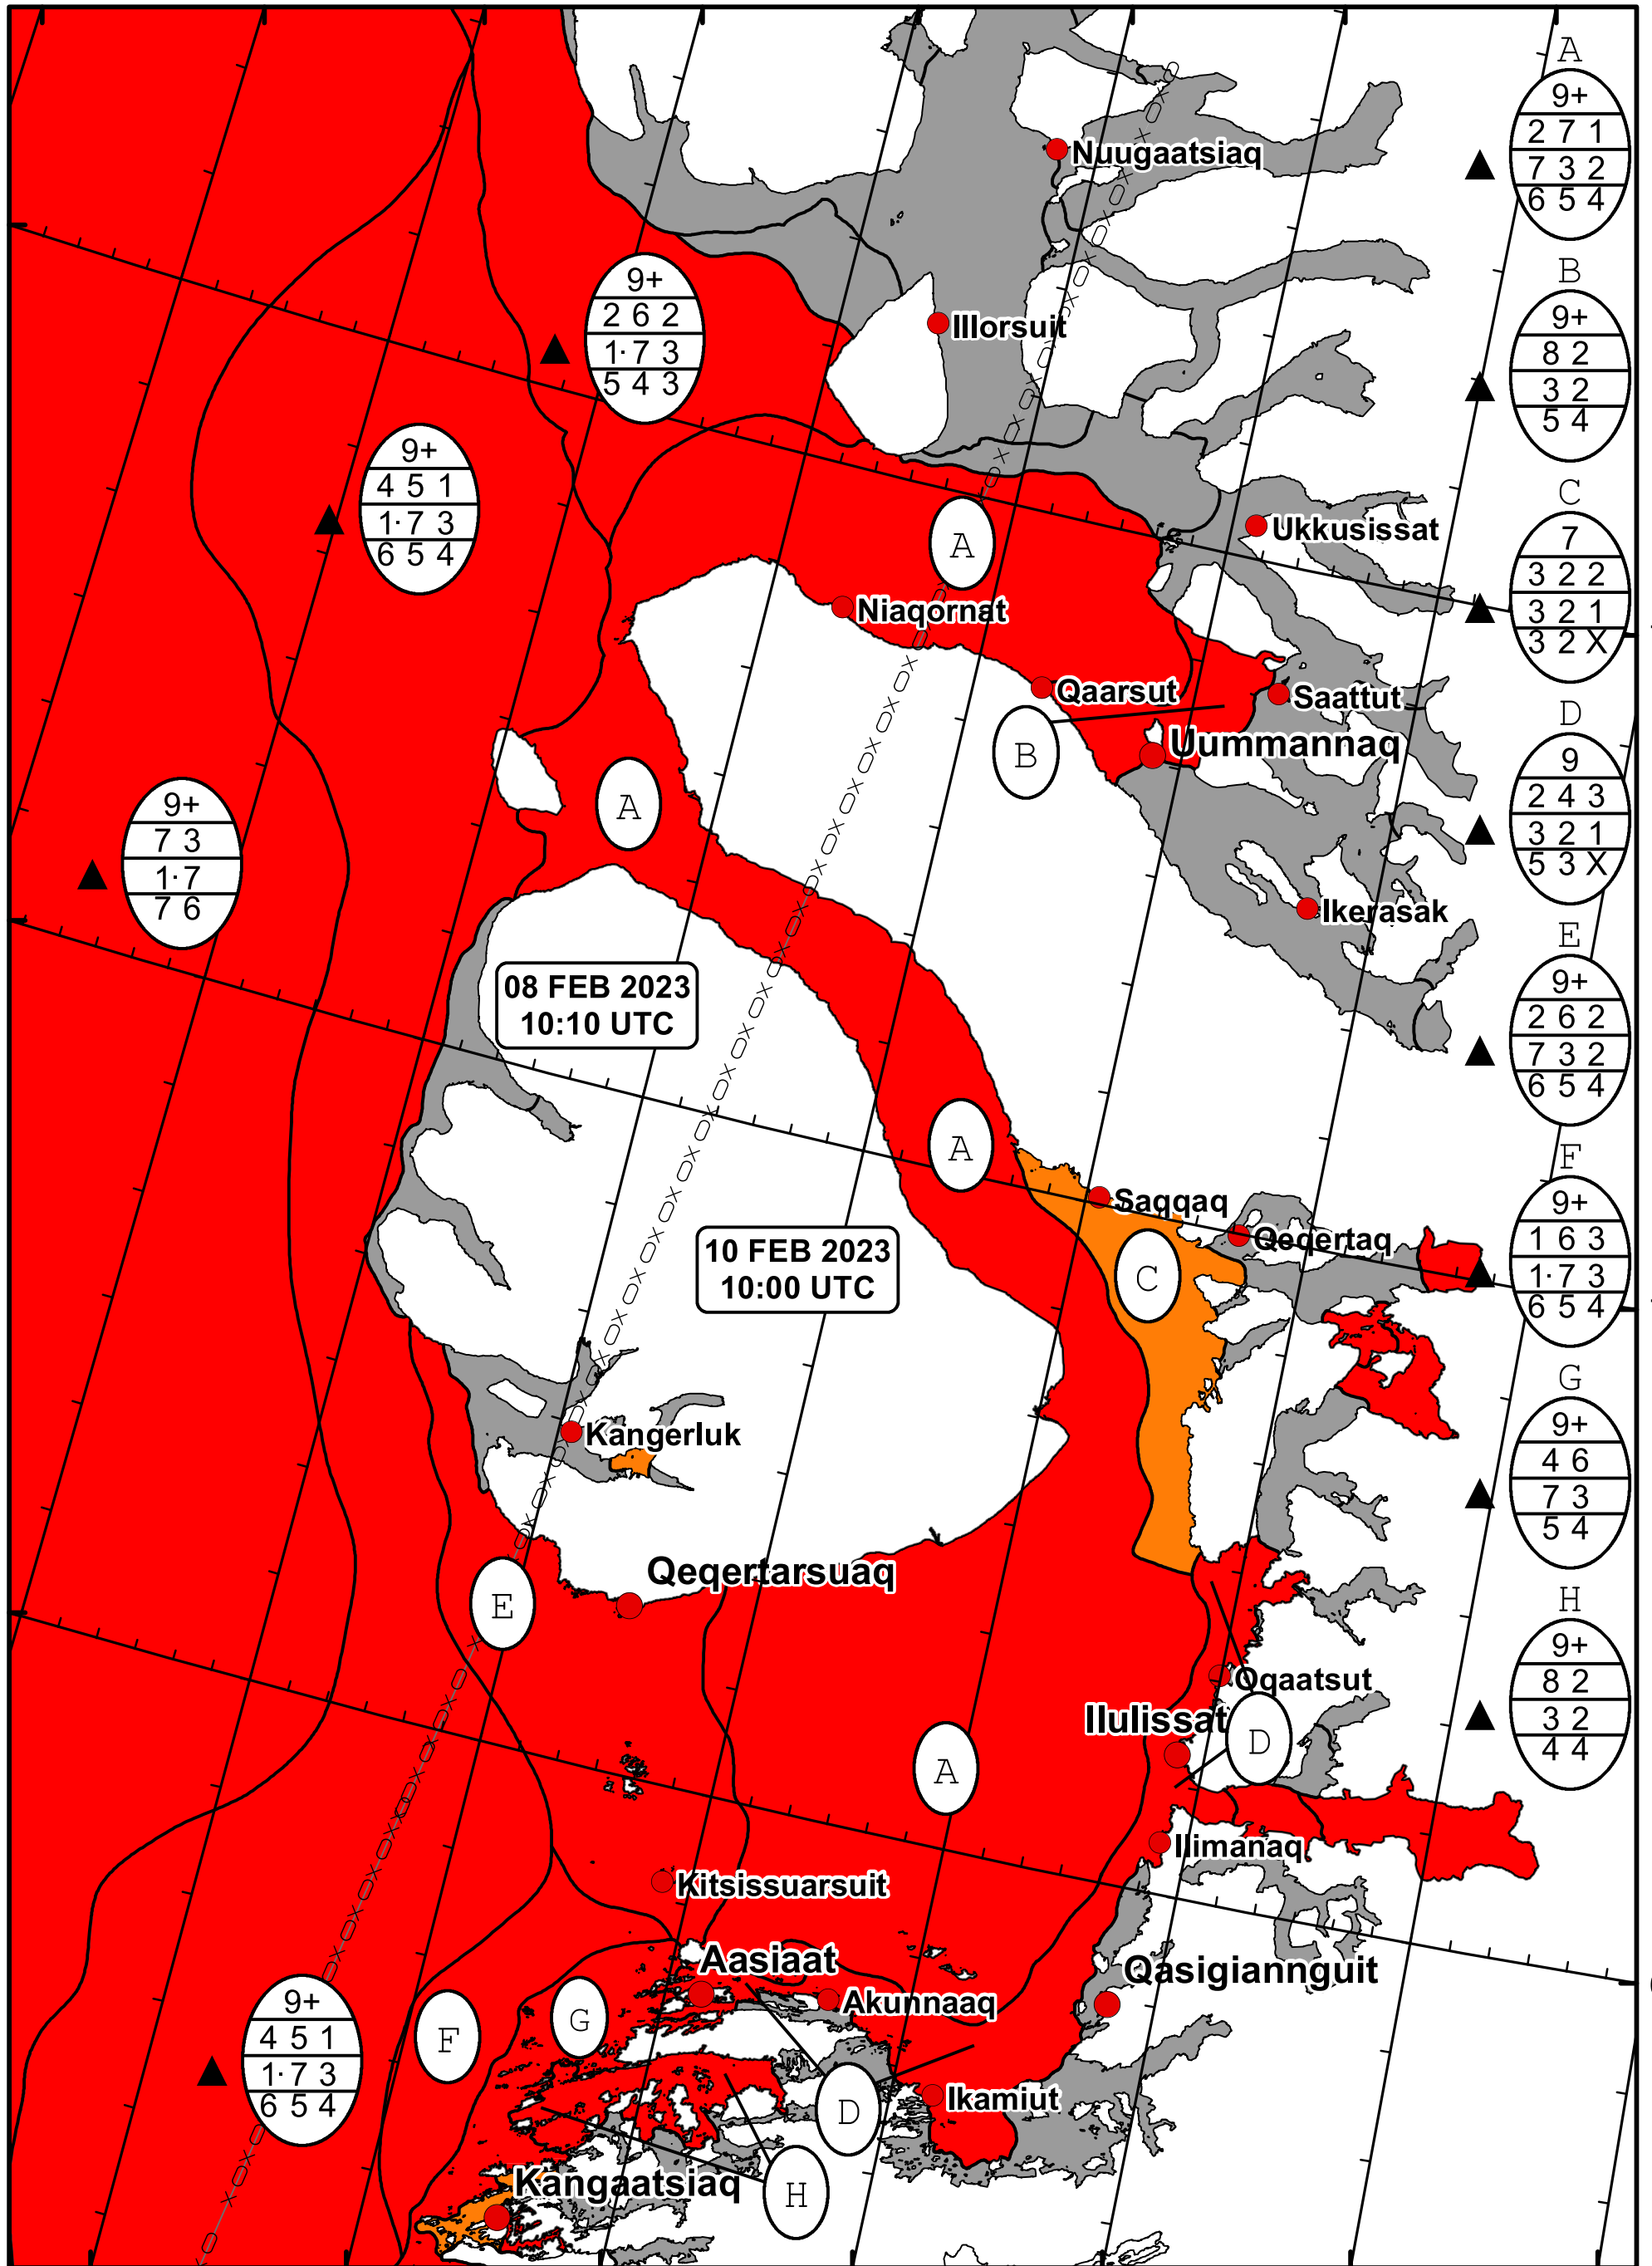 A
9+
2 7 1
7 3 2
6 5 4
Nuugaatsiaq
B
9+
8 2
3 2
5 4
9+
2 6 2
1· 7 3
5 4 3
Illorsuit
9+
4 5 1
1· 7 3
6 5 4
C
7
3 2 2
3 2 1
3 2 X
A
Ukkusissat
Niaqornat
Qaarsut
Saattut
B
Uummannaq
D
9
2 4 3
3 2 1
5 3 X
9+
7 3
1· 7
7 6
A
Ikerasak
08 FEB 2023
10:10 UTC
E
9+
2 6 2
7 3 2
6 5 4
A
Saqqaq
Qeqertaq
10 FEB 2023
10:00 UTC
C
F
9+
1 6 3
1· 7 3
6 5 4
Kangerluk
G
9+
4 6
7 3
5 4
Qeqertarsuaq
E
H
9+
8 2
3 2
4 4
Oqaatsut
Ilulissat
D
A
Ilimanaq
Kitsissuarsuit
Aasiaat
Qasigiannguit
Akunnaaq
9+
4 5 1
1· 7 3
6 5 4
F
G
D
Ikamiut
Kangaatsiaq
H